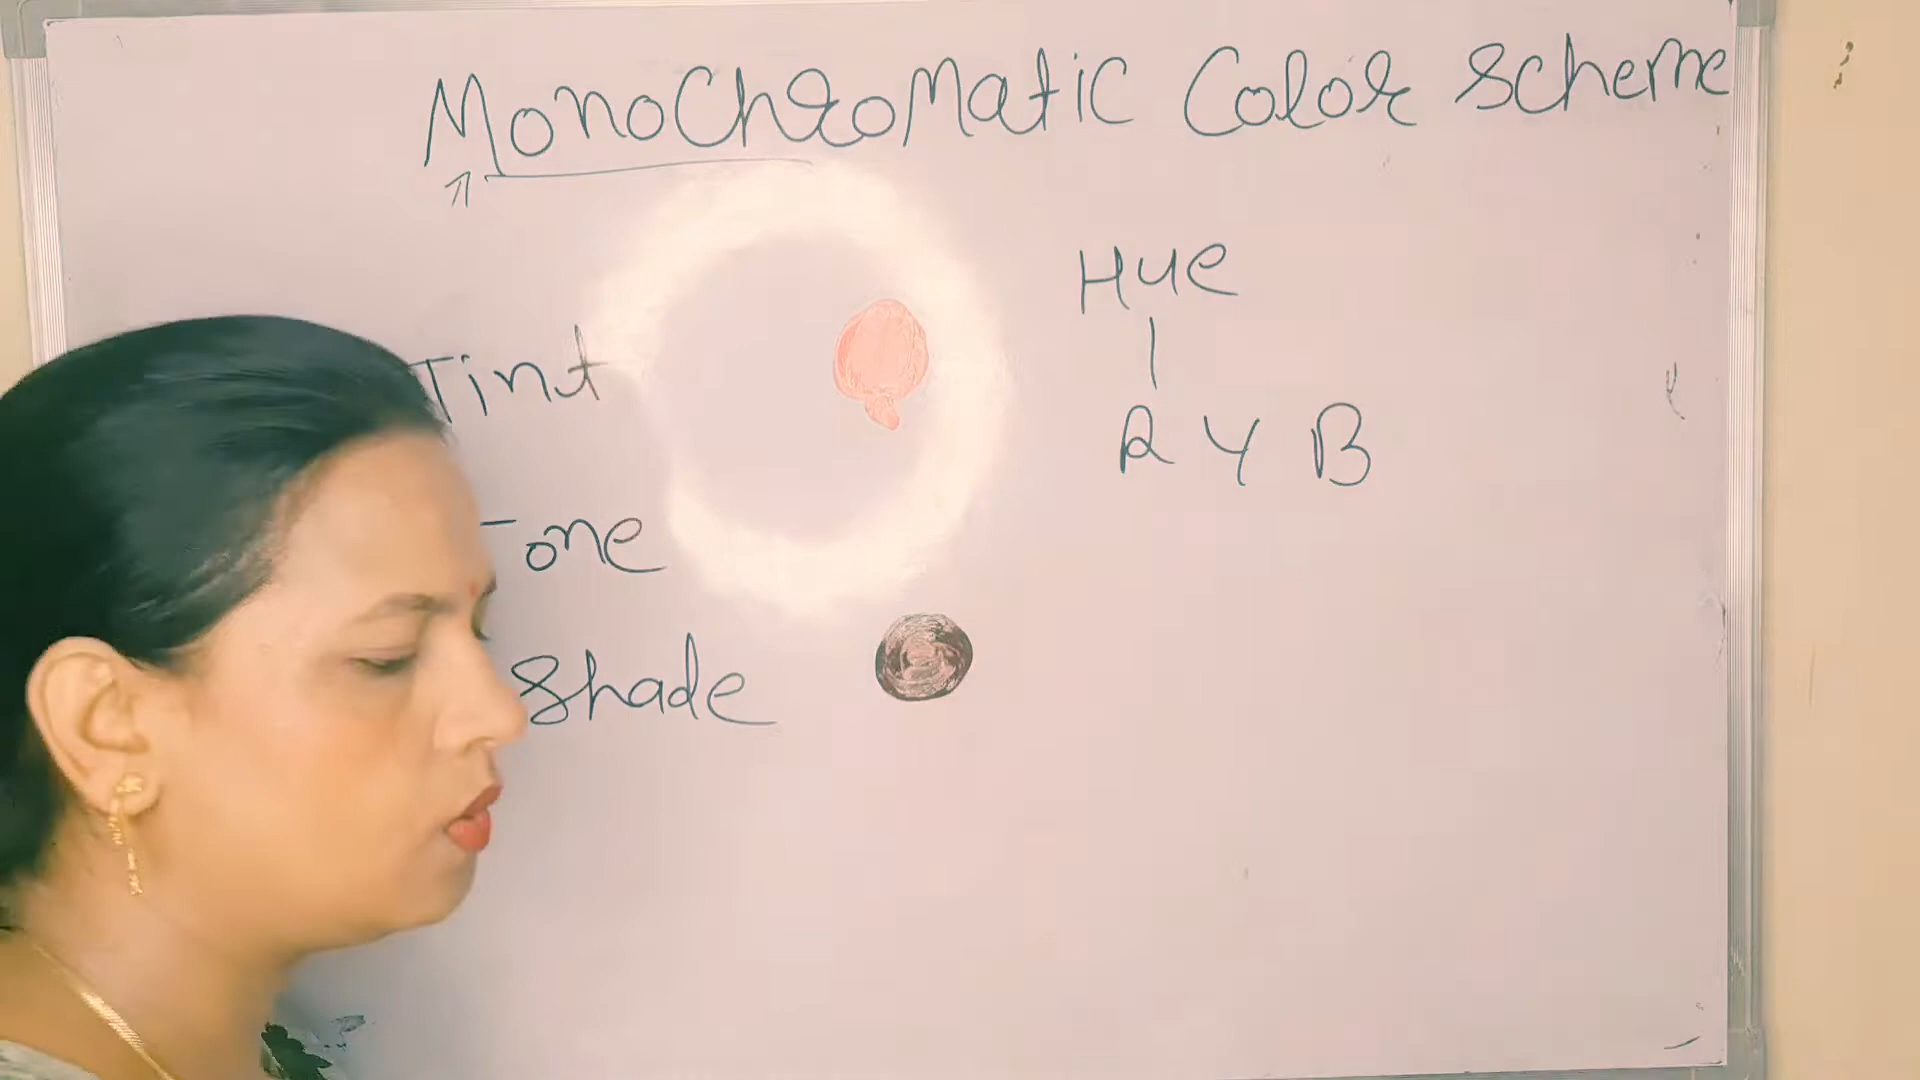 MonoChroMatic Color Scheme
Hue
Tint
R Y B
Tone
Shade